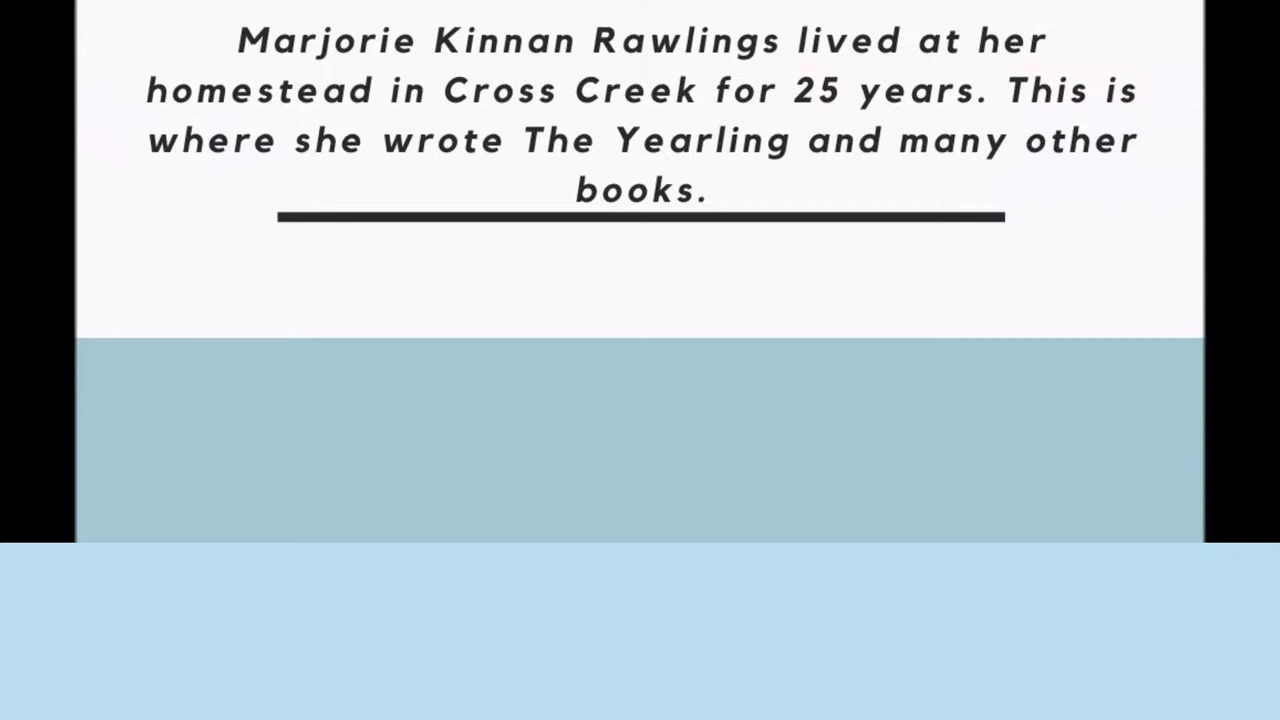 Marjorie Kinnan Rawlings lived at her
homestead in Cross Creek for 25 years. This is
where she wrote The Yearling and many other
books.